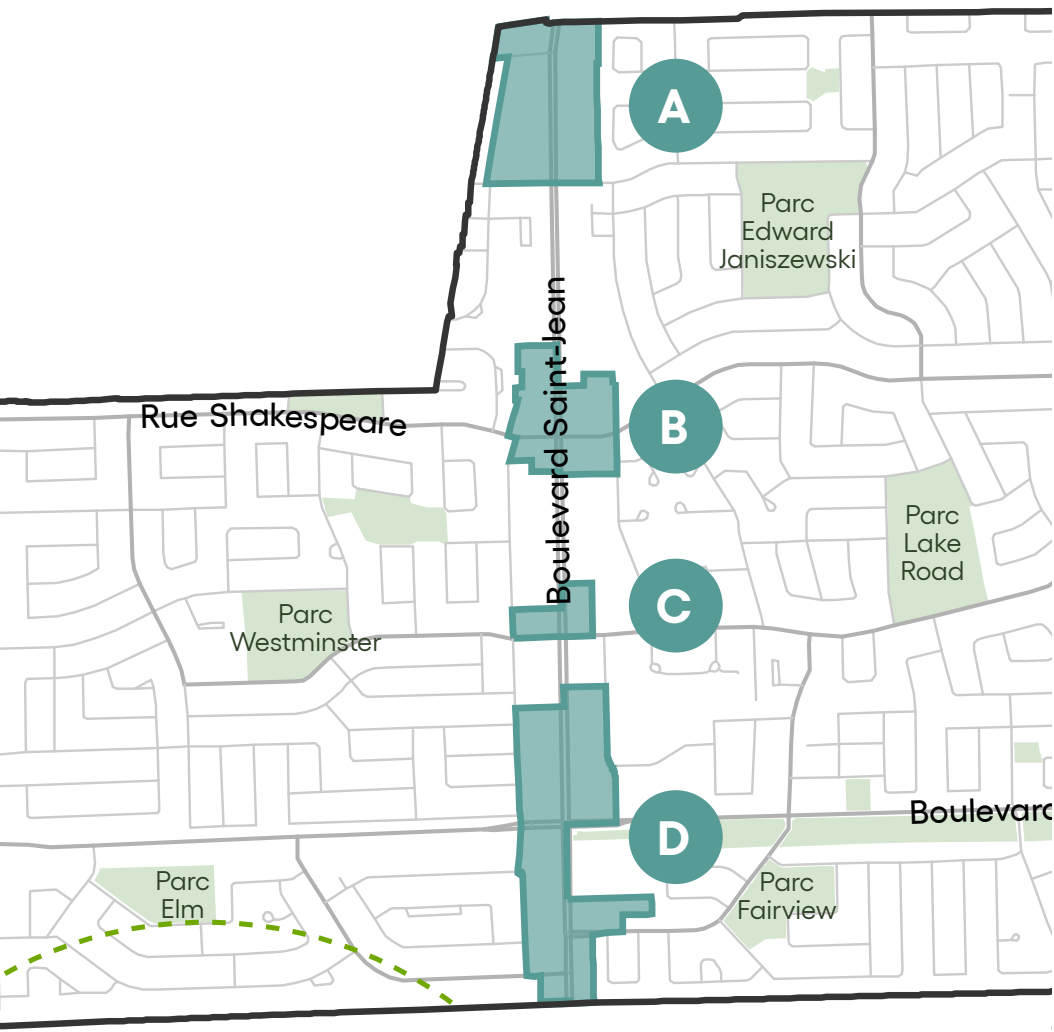 A
Parc
Edward
Janiszewski
Boulevard Saint-Jean
Rue Shakespeare
B
Parc
Lake
Road
C
Parc
Westminster
Boulevard
D
Parc
Elm
Parc
Fairview